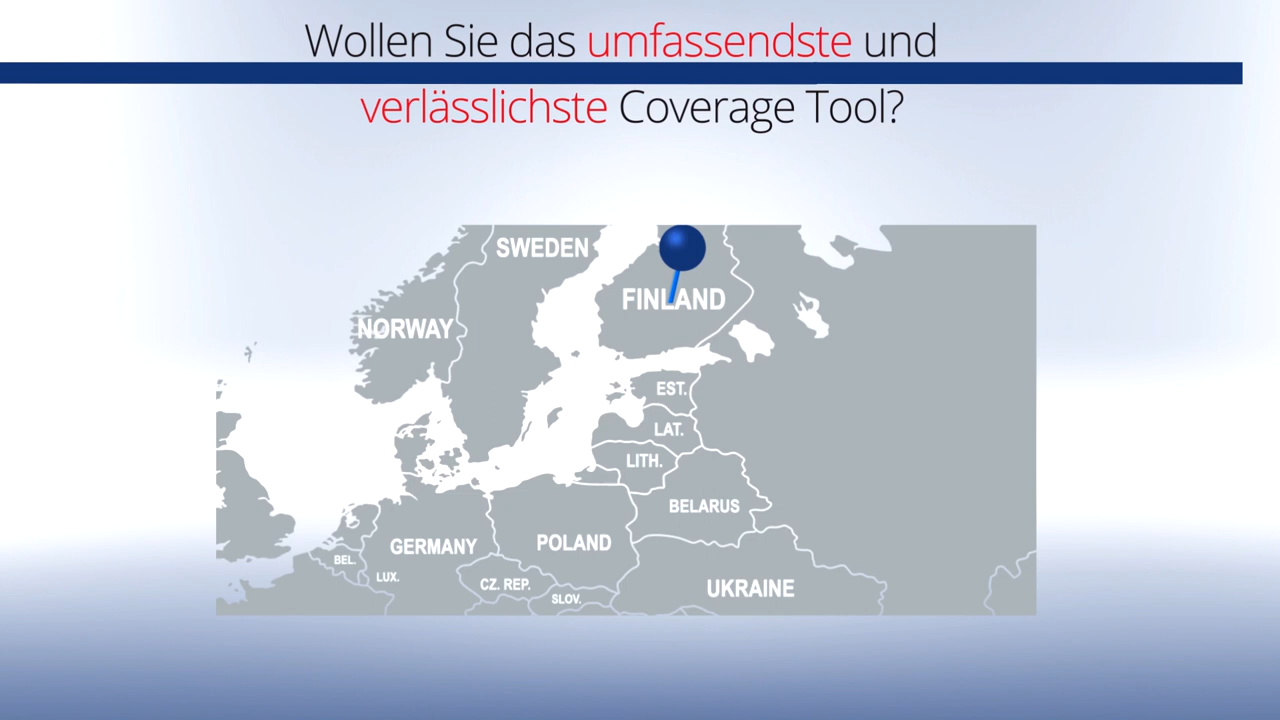 Wollen Sie das umfassendste und
verlässlichste Coverage Tool?
SWEDEN
FINLAND
NORWAY
EST.
LAT.
LITH.
BELARUS
GERMANY
POLAND
BEL.
LUX.
CZ. REP.
SLOV.
UKRAINE